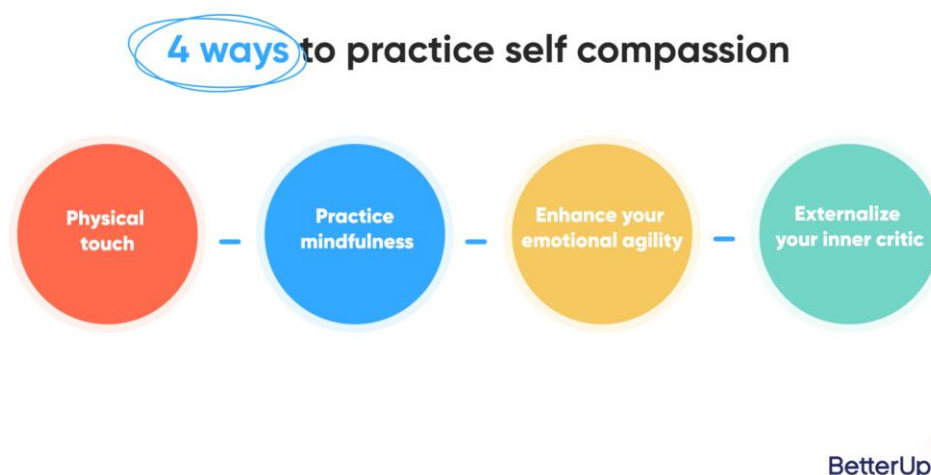 4 ways to practice self compassion
Physical
touch
Practice
mindfulness
Enhance your
emotional agility
Externalize
your inner critic
BetterUp